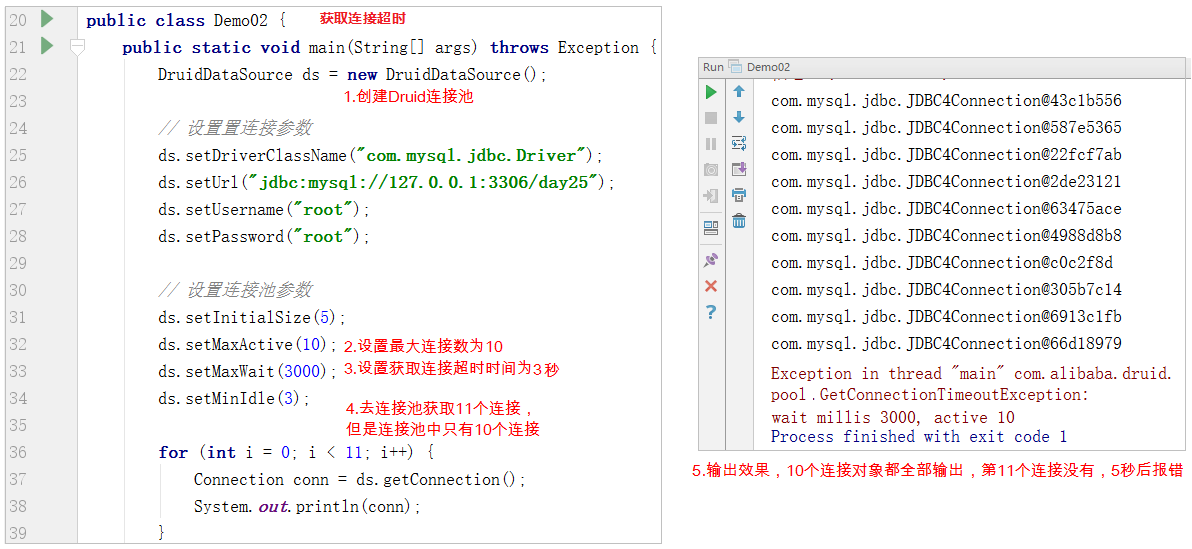 20 public class Demo02 { 获取连接超时
21 public static void main(String[] args) throws Exception {
22 DruidDataSource ds = new DruidDataSource();
23 1.创建Druid连接池
24 // 设置置连接参数
25 ds.setDriverClassName("com.mysql.jdbc.Driver");
26 ds.setUrl("jdbc:mysql://127.0.0.1:3306/day25");
27 ds.setUsername("root");
28 ds.setPassword("root");
29
30 // 设置连接池参数
31 ds.setInitialSize(5);
32 ds.setMaxActive(10); 2.设置最大连接数为10
33 ds.setMaxWait(3000); 3.设置获取连接超时时间为3秒
34 ds.setMinIdle(3);
4.去连接池获取11个连接，
35 但是连接池中只有10个连接
36 for (int i = 0; i < 11; i++) {
37 Connection conn = ds.getConnection();
38 System.out.println(conn);
39 }
Run Demo02
com.mysql.jdbc.JDBC4Connection@43c1b556
com.mysql.jdbc.JDBC4Connection@587e5365
com.mysql.jdbc.JDBC4Connection@22fcf7ab
com.mysql.jdbc.JDBC4Connection@2de23121
com.mysql.jdbc.JDBC4Connection@63475ace
com.mysql.jdbc.JDBC4Connection@4988d8b8
com.mysql.jdbc.JDBC4Connection@c0c2f8d
com.mysql.jdbc.JDBC4Connection@305b7c14
com.mysql.jdbc.JDBC4Connection@6913c1fb
com.mysql.jdbc.JDBC4Connection@66d18979
Exception in thread "main" com.alibaba.druid.
pool.GetConnectionTimeoutException:
wait millis 3000, active 10
Process finished with exit code 1
5.输出效果，10个连接对象都全部输出，第11个连接没有，5秒后报错